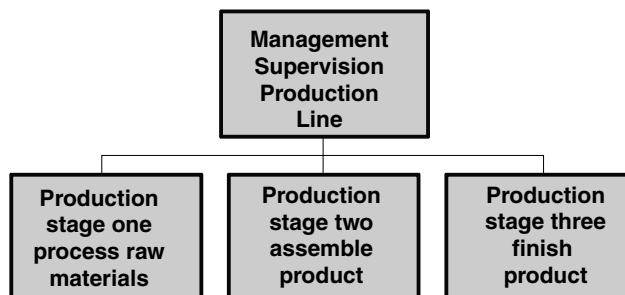 Management
Supervision
Production
Line
Production
stage one
process raw
materials
Production
stage two
assemble
product
Production
stage three
finish
product